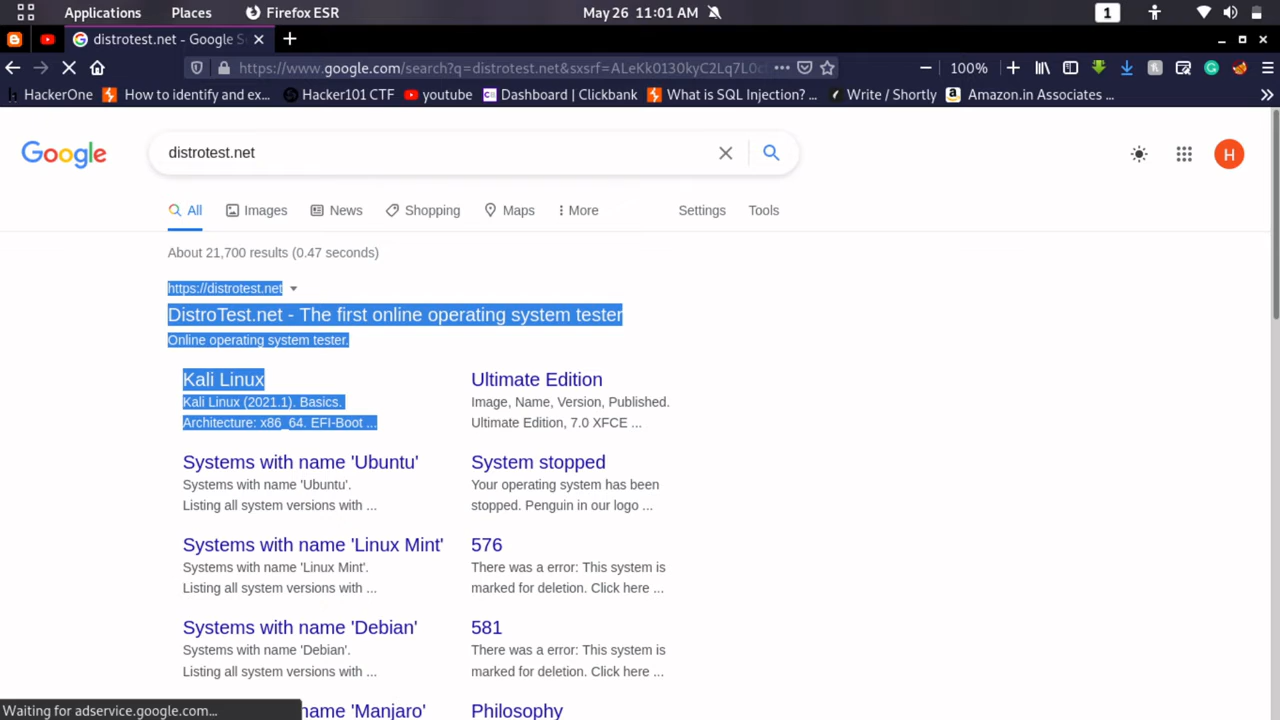 Applications Places Firefox ESR May 26 11:01 AM 1
distrotest.net - Google S
https://www.google.com/search?q=distrotest.net&sxsrf=ALeKk0130kyC2Lq7L0c 100%
HackerOne How to identify and ex... Hacker101 CTF youtube Dashboard | Clickbank What is SQL Injection? ... Write / Shortly Amazon.in Associates ...
Google distrotest.net H
All Images News Shopping Maps More Settings Tools
About 21,700 results (0.47 seconds)
https://distrotest.net
DistroTest.net - The first online operating system tester
Online operating system tester.
Kali Linux
Kali Linux (2021.1). Basics.
Architecture: x86_64. EFI-Boot ...
Ultimate Edition
Image, Name, Version, Published.
Ultimate Edition, 7.0 XFCE ...
Systems with name 'Ubuntu'
Systems with name 'Ubuntu'.
Listing all system versions with ...
System stopped
Your operating system has been
stopped. Penguin in our logo ...
Systems with name 'Linux Mint'
Systems with name 'Linux Mint'.
Listing all system versions with ...
576
There was a error: This system is
marked for deletion. Click here ...
Systems with name 'Debian'
Systems with name 'Debian'.
Listing all system versions with ...
581
There was a error: This system is
marked for deletion. Click here ...
name 'Manjaro'
Philosophy
Waiting for adservice.google.com...